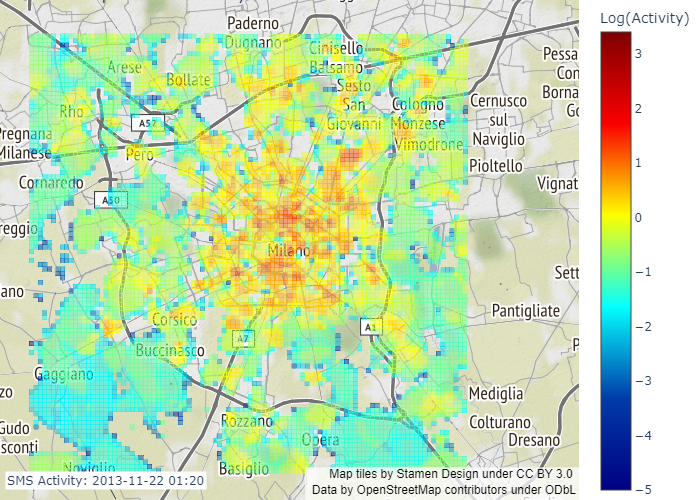 Log(Activity)
3
2
1
0
−1
−2
−3
−4
−5
Paderno
Dugnano
Cinisello
Balsamo
Sesto
San
Giovanni
Arese
Bollate
Rho
A52
Pero
Pregnana
Milanese
Cornaredo
A50
reggio
ano
Cologno
Monzese
Vimodrone
Cernusco
sul
Naviglio
Pioltello
Pessa
Con
Borna
Go
Vignat
Milano
Sett
Pantigliate
Corsico
A7
A1
Buccinasco
Gaggiano
P
zo
Gudo
sconti
Rozzano
Opera
Basiglio
Noviglio
Mediglia
Colturano
Dresano
SMS Activity: 2013-11-22 01:20
Map tiles by Stamen Design under CC BY 3.0
Data by OpenStreetMap contributors under ODbL